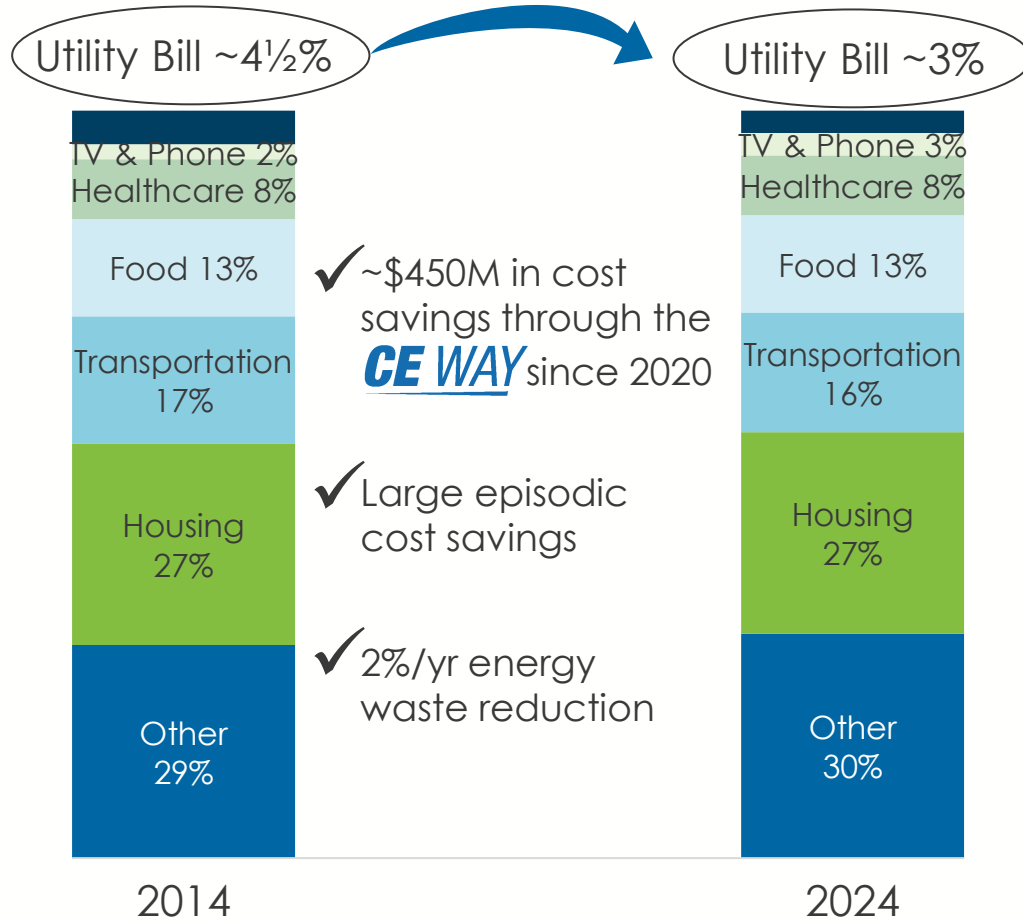 Utility Bill ~4½%
Utility Bill ~3%
TV & Phone 2%
Healthcare 8%
Food 13%
Transportation
17%
Housing
27%
Other
29%
2014
~$450M in cost
savings through the
CE WAY since 2020
Large episodic
cost savings
2%/yr energy
waste reduction
TV & Phone 3%
Healthcare 8%
Food 13%
Transportation
16%
Housing
27%
Other
30%
2024